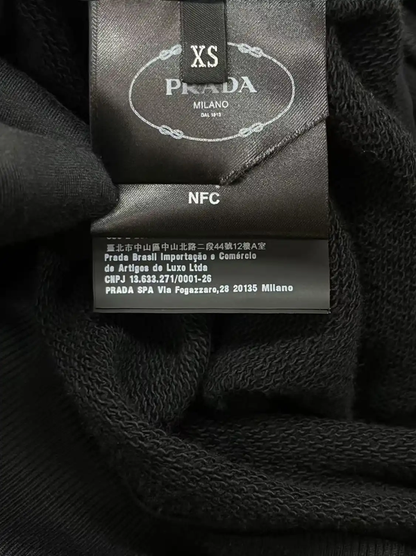 XS
PRADA
MILANO
DAL 1913
NFC
臺北市中山區中山北路二段44號12樓A室
Prada Brasil Importação e Comércio
de Artigos de Luxo Ltda
CNPJ 13.633.271/0001-26
PRADA SPA Via Fogazzaro,28 20135 Milano